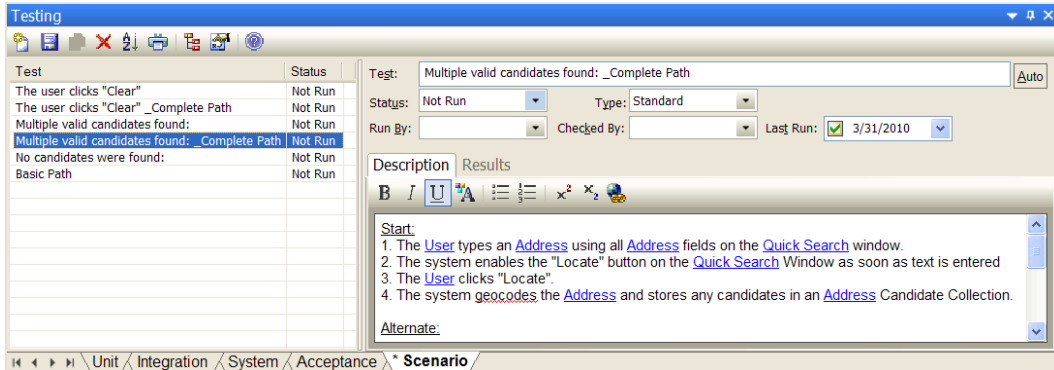 Testing
Test Status
The user clicks "Clear" Not Run
The user clicks "Clear" _Complete Path Not Run
Multiple valid candidates found: Not Run
Multiple valid candidates found: _Complete Path Not Run
No candidates were found: Not Run
Basic Path Not Run
Test: Multiple valid candidates found: _Complete Path Auto
Status: Not Run Type: Standard
Run By: Checked By: Last Run: 3/31/2010
Description Results
B I U A x² x₂
Start:
1. The User types an Address using all Address fields on the Quick Search window.
2. The system enables the "Locate" button on the Quick Search Window as soon as text is entered
3. The User clicks "Locate".
4. The system geocodes the Address and stores any candidates in an Address Candidate Collection.
Alternate:
Unit Integration System Acceptance * Scenario